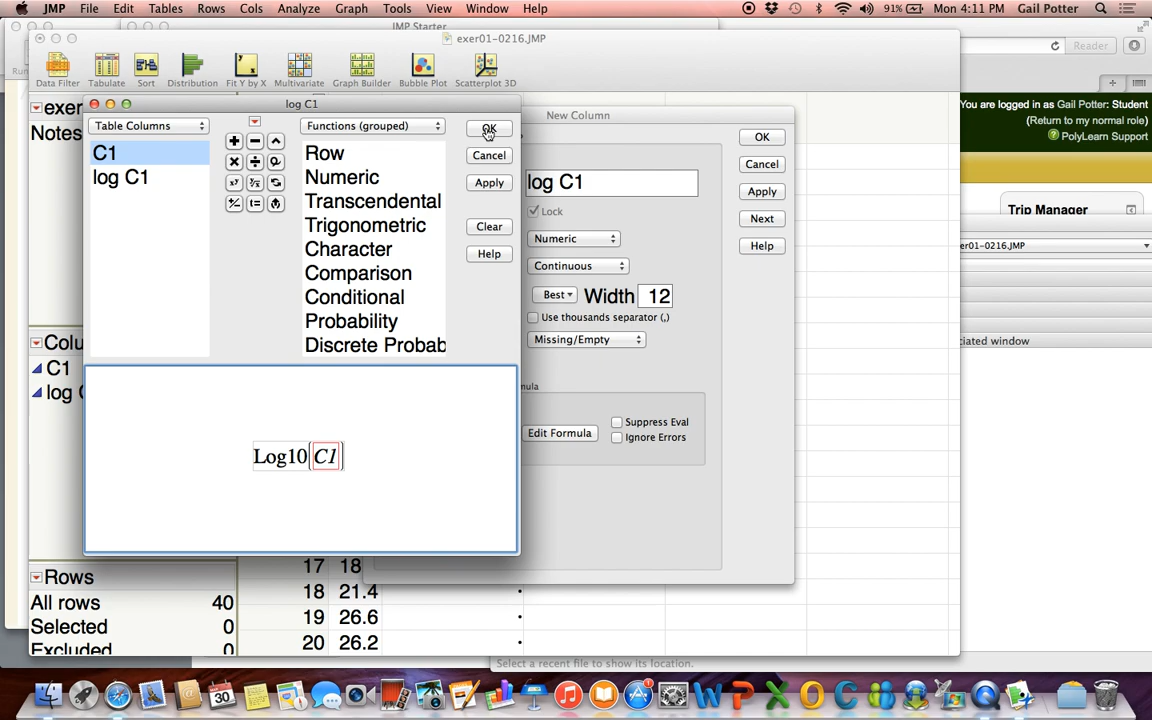 JMP File Edit Tables Rows Cols Analyze Graph Tools View Window Help 91% Mon 4:11 PM Gail Potter
JMP Starter
exer01-0216.JMP
Reader
Data Filter Tabulate Sort Distribution Fit Y by X Multivariate Graph Builder Bubble Plot Scatterplot 3D
You are logged in as Gail Potter: Student
(Return to my normal role)
PolyLearn Support
exer
Notes
log C1
Table Columns
C1
log C1
Functions (grouped)
Row
Numeric
Transcendental
Trigonometric
Character
Comparison
Conditional
Probability
Discrete Probab
OK
Cancel
Apply
Clear
Help
Log10(C1)
New Column
log C1
Lock
Numeric
Continuous
Best Width 12
Use thousands separator (,)
Missing/Empty
mula
Edit Formula
Suppress Eval
Ignore Errors
OK
Cancel
Apply
Next
Help
Trip Manager
er01-0216.JMP
ciated window
Colu
C1
log C
Rows
All rows 40
Selected 0
Excluded 0
17 18.
18 21.4
19 26.6
20 26.2
Select a recent file to show its location.
30